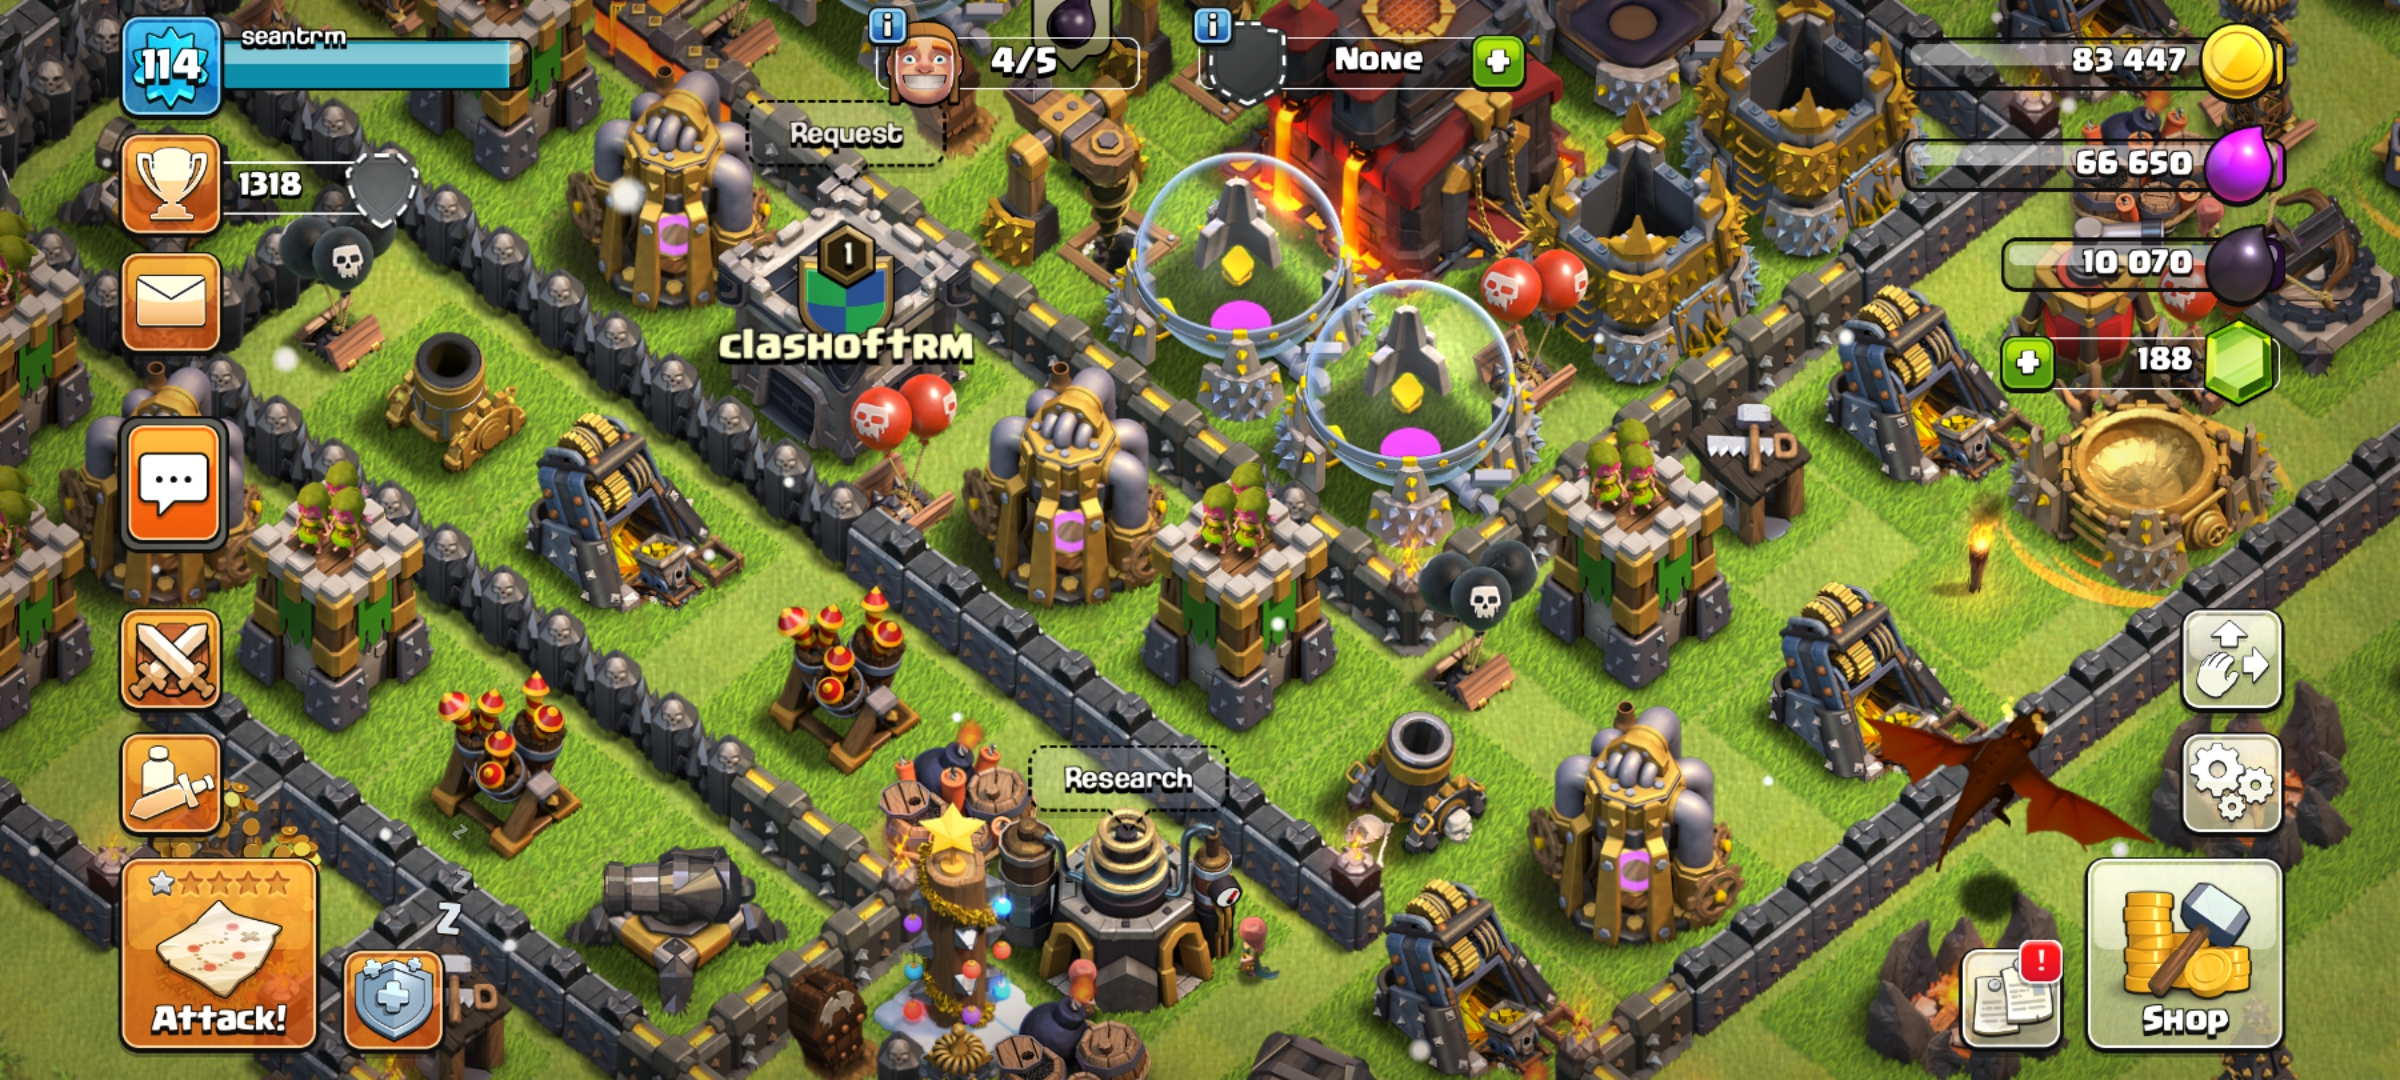 114
seantrm
4/5
None
83 447
Request
66 650
1318
10 070
1
clashoftRM
188
Research
z
z
Z
Attack!
!
Shop